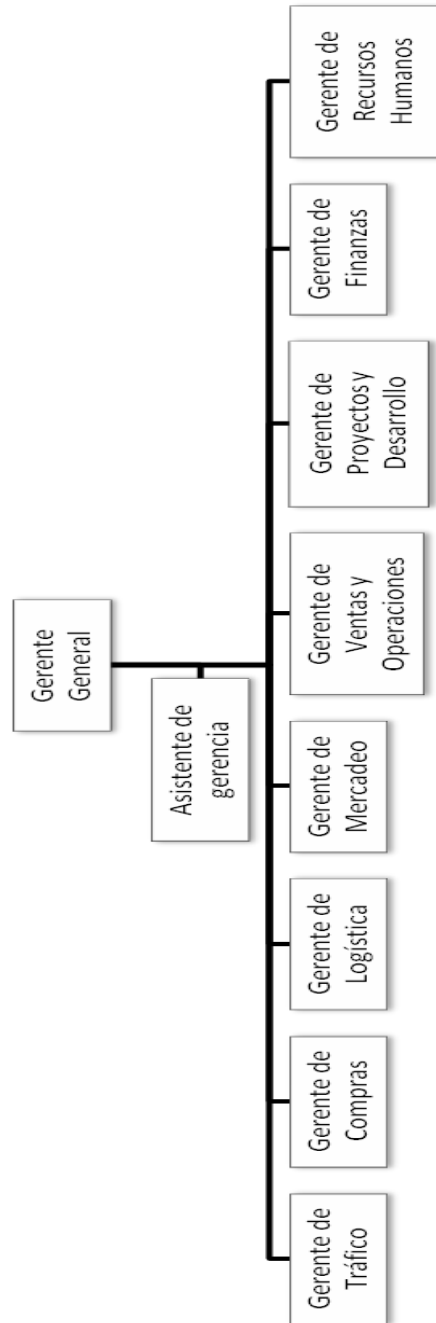 Gerente
General
Asistente de
gerencia
Gerente de
Tráfico
Gerente de
Compras
Gerente de
Logística
Gerente de
Mercadeo
Gerente de
Ventas y
Operaciones
Gerente de
Proyectos y
Desarrollo
Gerente de
Finanzas
Gerente de
Recursos
Humanos